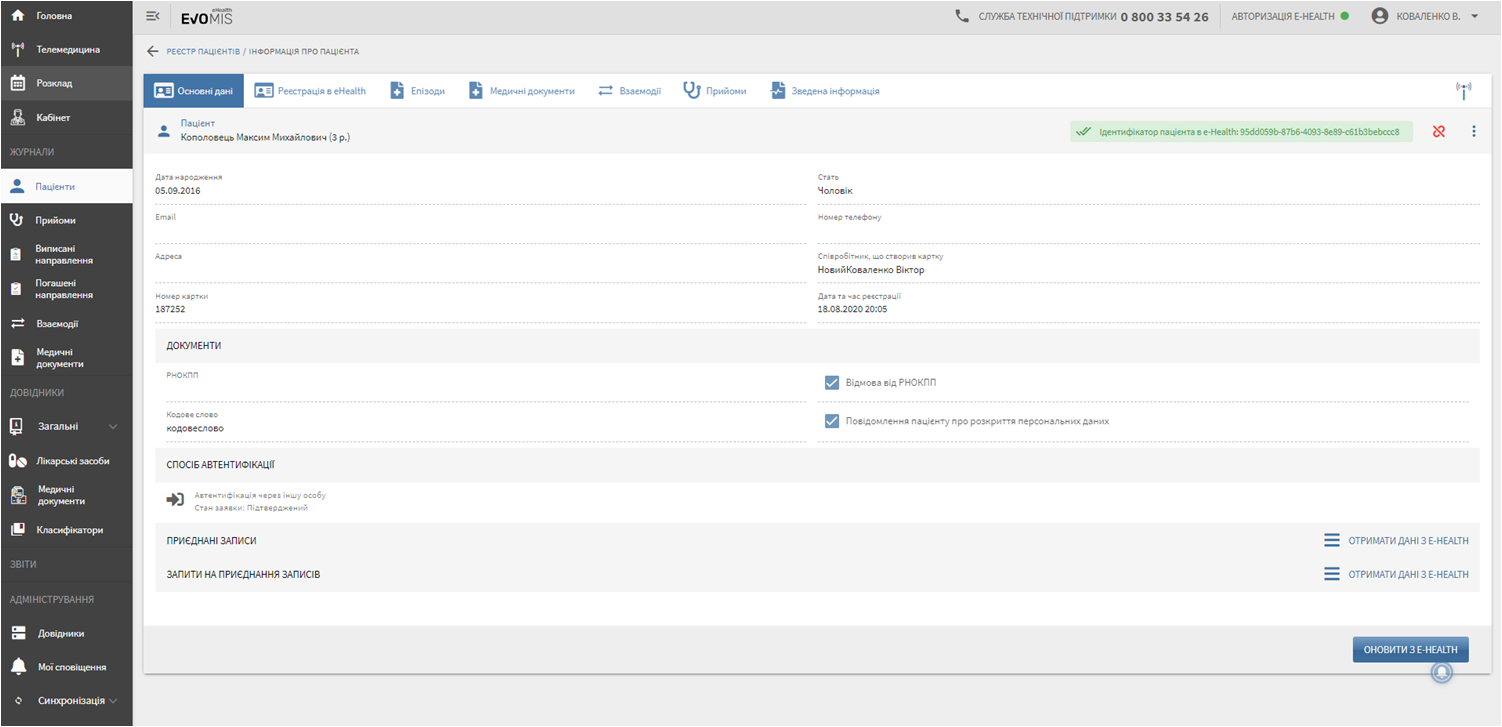 Головна
Телемедицина
Розклад
Кабінет
ЖУРНАЛИ
Пацієнти
Прийоми
Виписані
направлення
Погашені
направлення
Взаємодії
Медичні
документи
ДОВІДНИКИ
Загальні
Лікарські засоби
Медичні
документи
Класифікатори
ЗВІТИ
АДМІНІСТРУВАННЯ
Довідники
Мої сповіщення
Синхронізація
eHealth
EVOMIS
СЛУЖБА ТЕХНІЧНОЇ ПІДТРИМКИ 0 800 33 54 26
АВТОРИЗАЦІЯ E-HEALTH
КОВАЛЕНКО В.
РЕЄСТР ПАЦІЄНТІВ / ІНФОРМАЦІЯ ПРО ПАЦІЄНТА
Основні дані
Реєстрація в eHealth
Епізоди
Медичні документи
Взаємодії
Прийоми
Зведена інформація
Пацієнт
Кополовець Максим Михайлович (3 р.)
Ідентифікатор пацієнта в e-Health: 95dd059b-87b6-4093-8e89-c61b3bebccc8
Дата народження
05.09.2016
Стать
Чоловік
Email
Номер телефону
Адреса
Співробітник, що створив картку
НовийКоваленко Віктор
Номер картки
187252
Дата та час реєстрації
18.08.2020 20:05
ДОКУМЕНТИ
РНОКПП
Відмова від РНОКПП
Кодове слово
кодовеслово
Повідомлення пацієнту про розкриття персональних даних
СПОСІБ АВТЕНТИФІКАЦІЇ
Автентифікація через іншу особу
Стан заявки: Підтверджений
ПРИЄДНАНІ ЗАПИСИ
ОТРИМАТИ ДАНІ З E-HEALTH
ЗАПИТИ НА ПРИЄДНАННЯ ЗАПИСІВ
ОТРИМАТИ ДАНІ З E-HEALTH
ОНОВИТИ З E-HEALTH